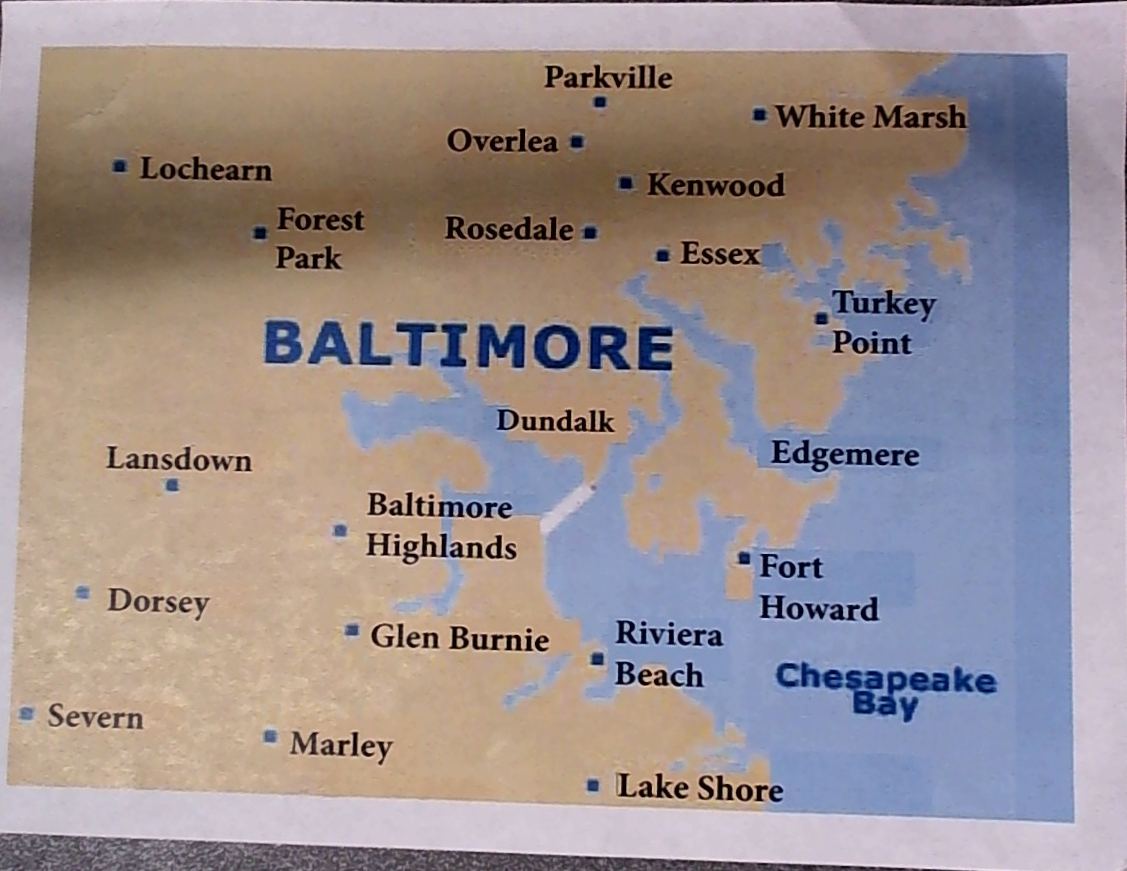 Parkville
White Marsh
Overlea
Lochearn
Kenwood
Forest
Park
Rosedale
Essex
Turkey
Point
BALTIMORE
Dundalk
Edgemere
Lansdown
Baltimore
Highlands
Fort
Howard
Dorsey
Glen Burnie
Riviera
Beach
Chesapeake
Bay
Severn
Marley
Lake Shore